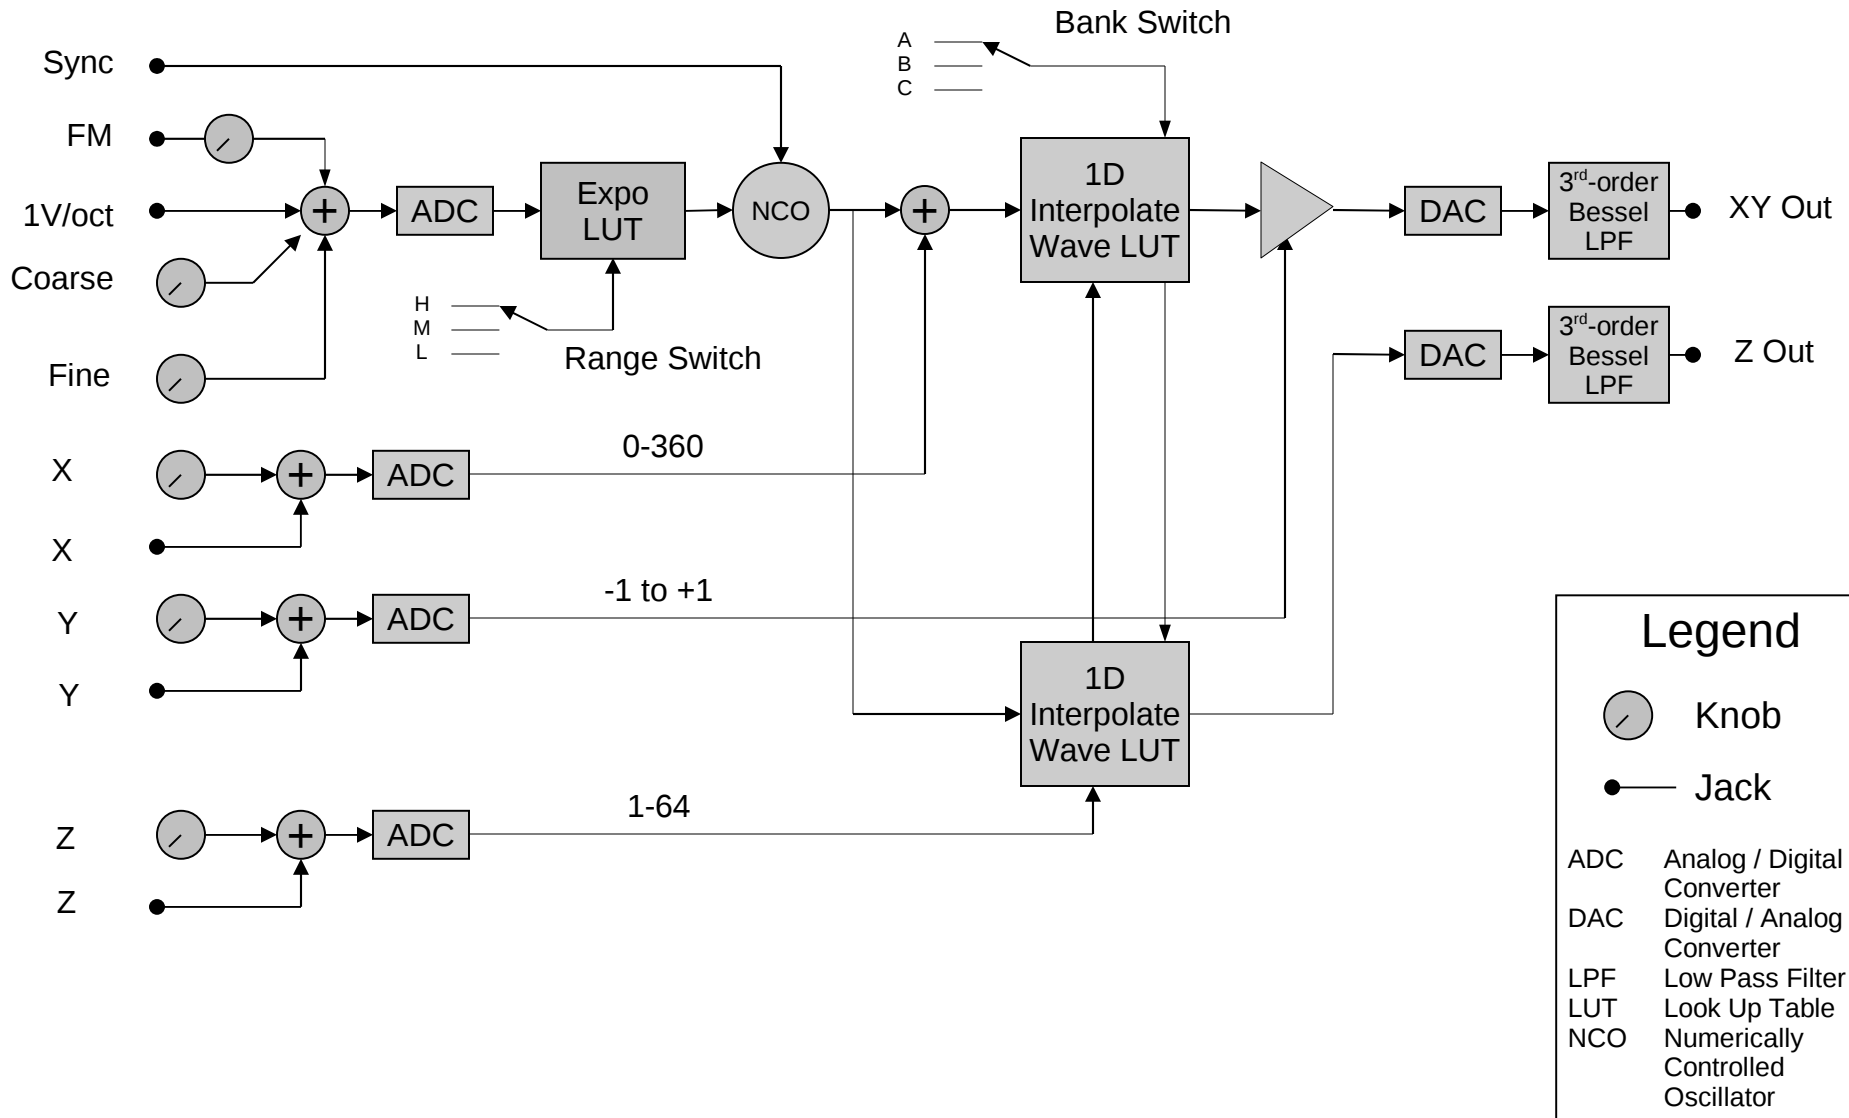 Bank Switch
A
B
C
Sync
FM
1V/oct
Coarse
Fine
+
ADC
Expo
LUT
NCO
+
1D
Interpolate
Wave LUT
DAC
3rd-order
Bessel
LPF
XY Out
H
M
L
Range Switch
DAC
3rd-order
Bessel
LPF
Z Out
X
+
ADC
0-360
X
Y
+
ADC
-1 to +1
Y
1D
Interpolate
Wave LUT
Z
+
ADC
1-64
Z
Legend
Knob
Jack
ADC Analog / Digital
Converter
DAC Digital / Analog
Converter
LPF Low Pass Filter
LUT Look Up Table
NCO Numerically
Controlled
Oscillator